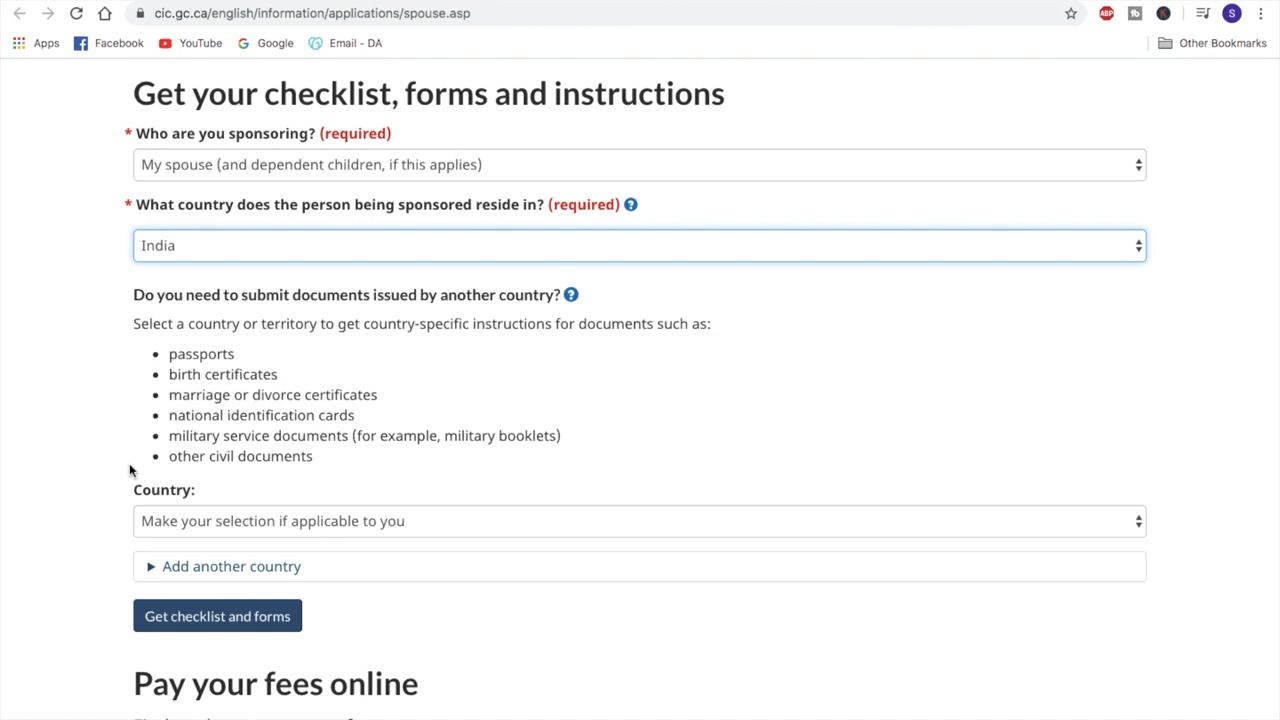 cic.gc.ca/english/information/applications/spouse.asp
ABP
K
S
Apps
Facebook
YouTube
Google
Email - DA
Other Bookmarks
Get your checklist, forms and instructions
* Who are you sponsoring? (required)
My spouse (and dependent children, if this applies)
* What country does the person being sponsored reside in? (required) ?
India
Do you need to submit documents issued by another country? ?
Select a country or territory to get country-specific instructions for documents such as:
• passports
• birth certificates
• marriage or divorce certificates
• national identification cards
• military service documents (for example, military booklets)
• other civil documents
Country:
Make your selection if applicable to you
Add another country
Get checklist and forms
Pay your fees online